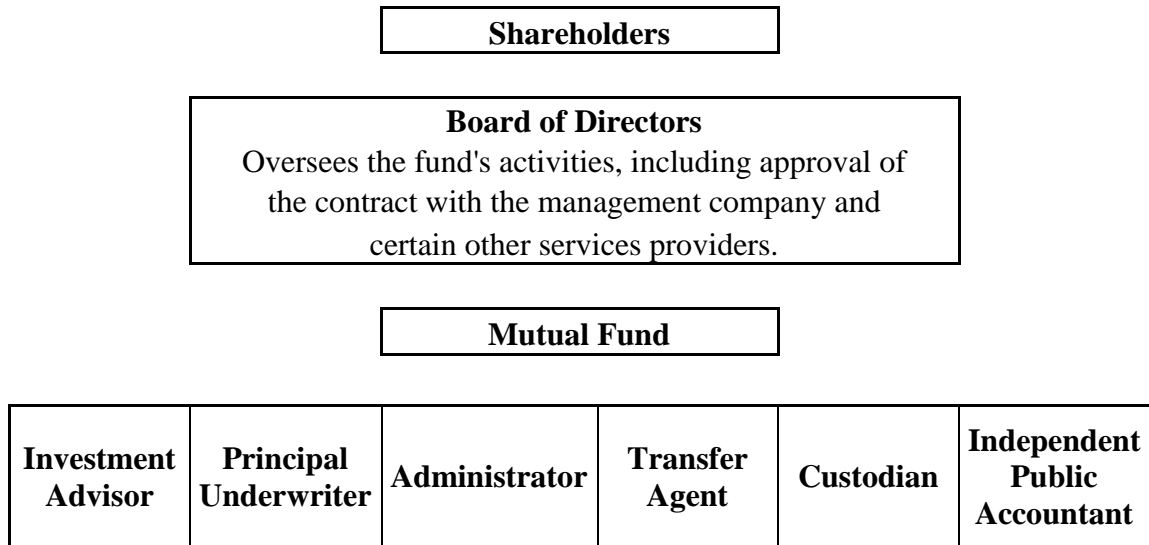 Shareholders
Board of Directors
Oversees the fund's activities, including approval of
the contract with the management company and
certain other services providers.
Mutual Fund
Investment
Advisor
Principal
Underwriter
Administrator
Transfer
Agent
Custodian
Independent
Public
Accountant